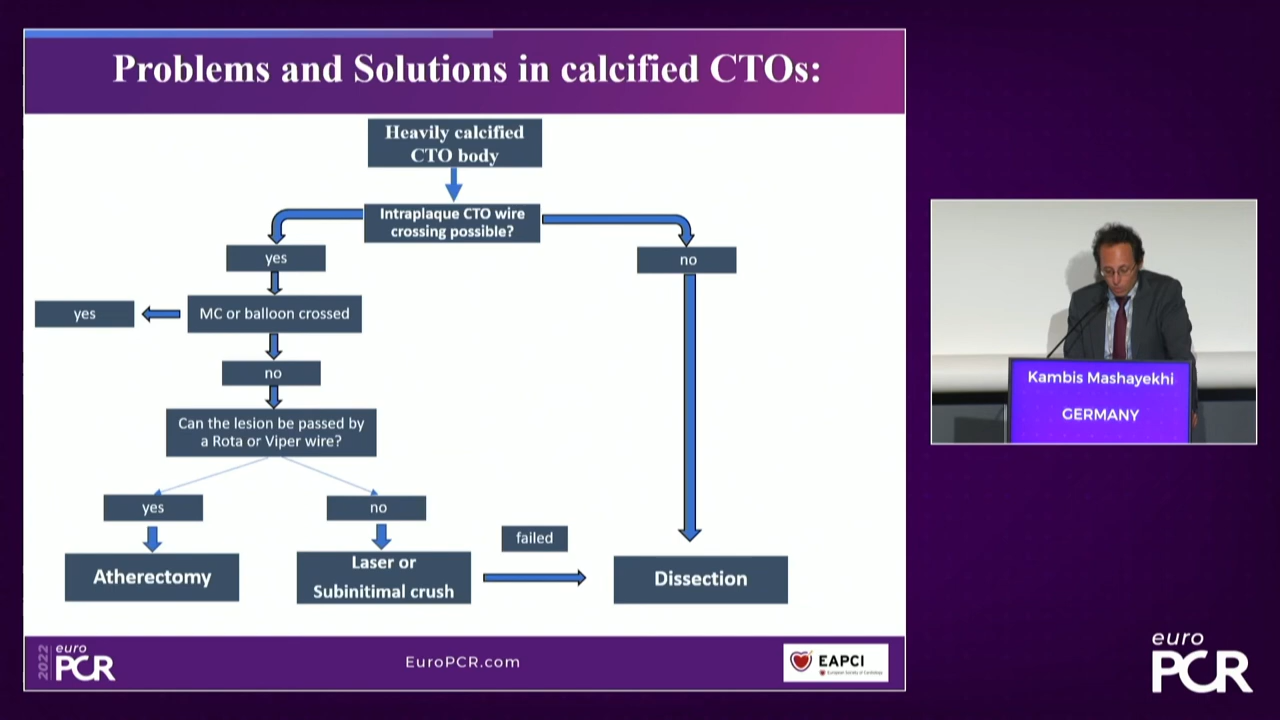 Problems and Solutions in calcified CTOs:
Heavily calcified
CTO body
Intraplaque CTO wire
crossing possible?
yes
no
yes
MC or balloon crossed
no
Can the lesion be passed by
a Rota or Viper wire?
yes
no
failed
Atherectomy
Laser or
Subinitimal crush
Dissection
2022
euro
PCR
EuroPCR.com
EAPCI
European Society of Cardiology
Kambis Mashayekhi
GERMANY
euro
PCR